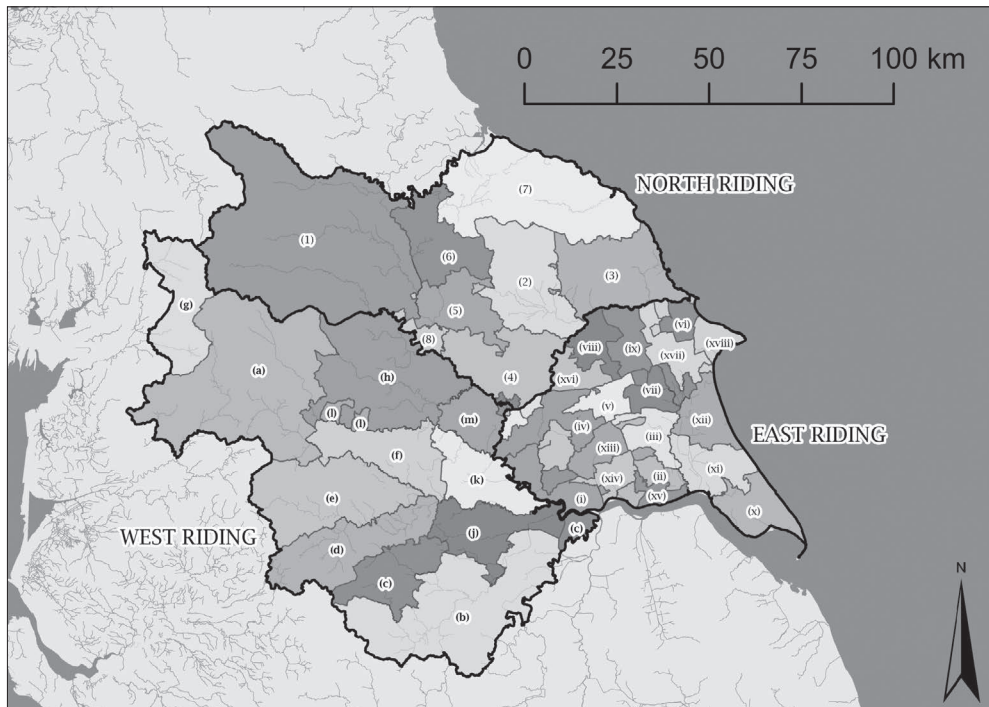 0 25 50 75 100 km
NORTH RIDING
(7)
(1)
(6)
(2)
(3)
(g)
(5)
(8)
(vi)
(xviii)
(viii)
(ix)
(xvii)
(a)
(h)
(4)
(xvi)
(vii)
(l)
(l)
(m)
(v)
(xii)
(iv)
(iii)
EAST RIDING
(f)
(xiii)
(k)
(xiv)
(ii)
(xi)
(e)
(i)
(xv)
(x)
WEST RIDING
(j)
(c)
(d)
(c)
(b)
N